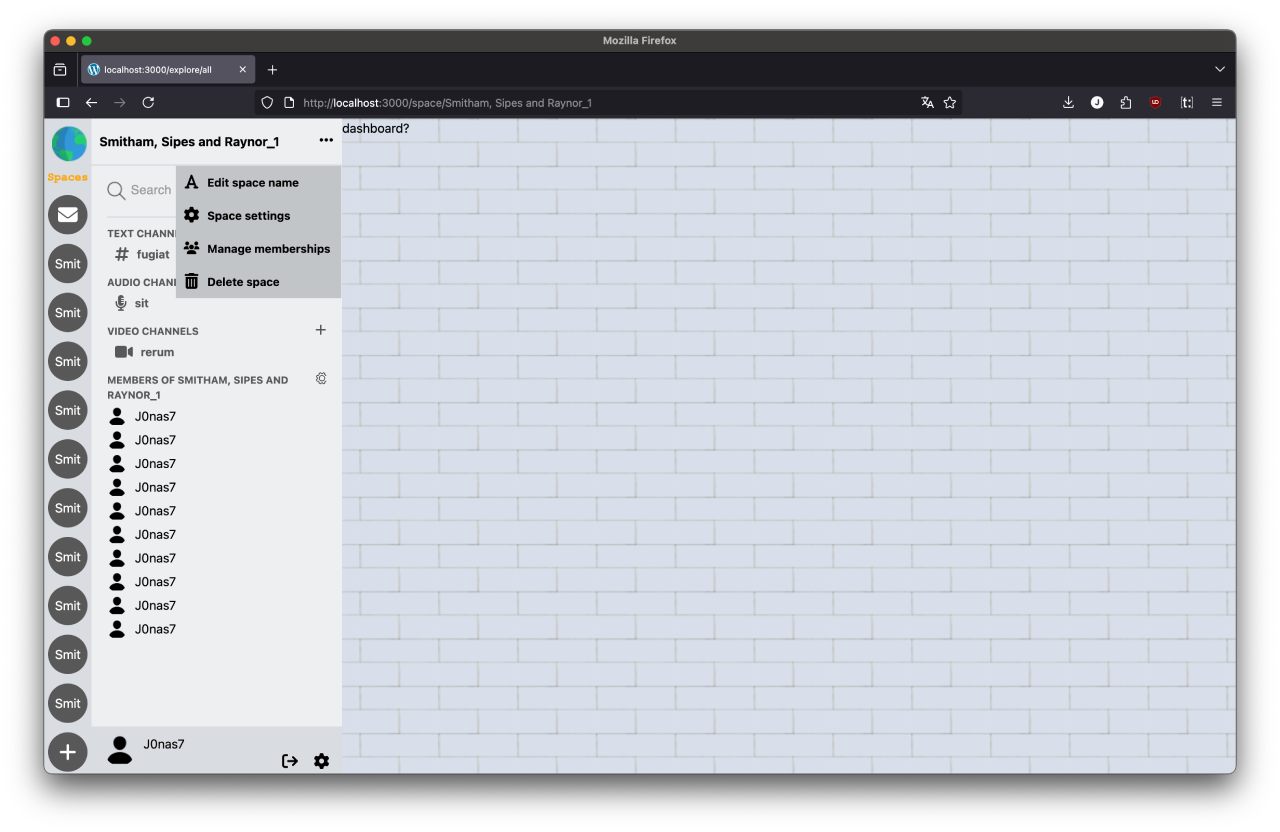 Mozilla Firefox
localhost:3000/explore/all
http://localhost:3000/space/Smitham, Sipes and Raynor_1
Smitham, Sipes and Raynor_1
dashboard?
Spaces
Search
Edit space name
Space settings
Manage memberships
Delete space
TEXT CHANN
# fugiat
AUDIO CHAN
sit
VIDEO CHANNELS
rerum
MEMBERS OF SMITHAM, SIPES AND
RAYNOR_1
J0nas7
J0nas7
J0nas7
J0nas7
J0nas7
J0nas7
J0nas7
J0nas7
J0nas7
J0nas7
Smit
Smit
Smit
Smit
Smit
Smit
Smit
Smit
Smit
Smit
J0nas7